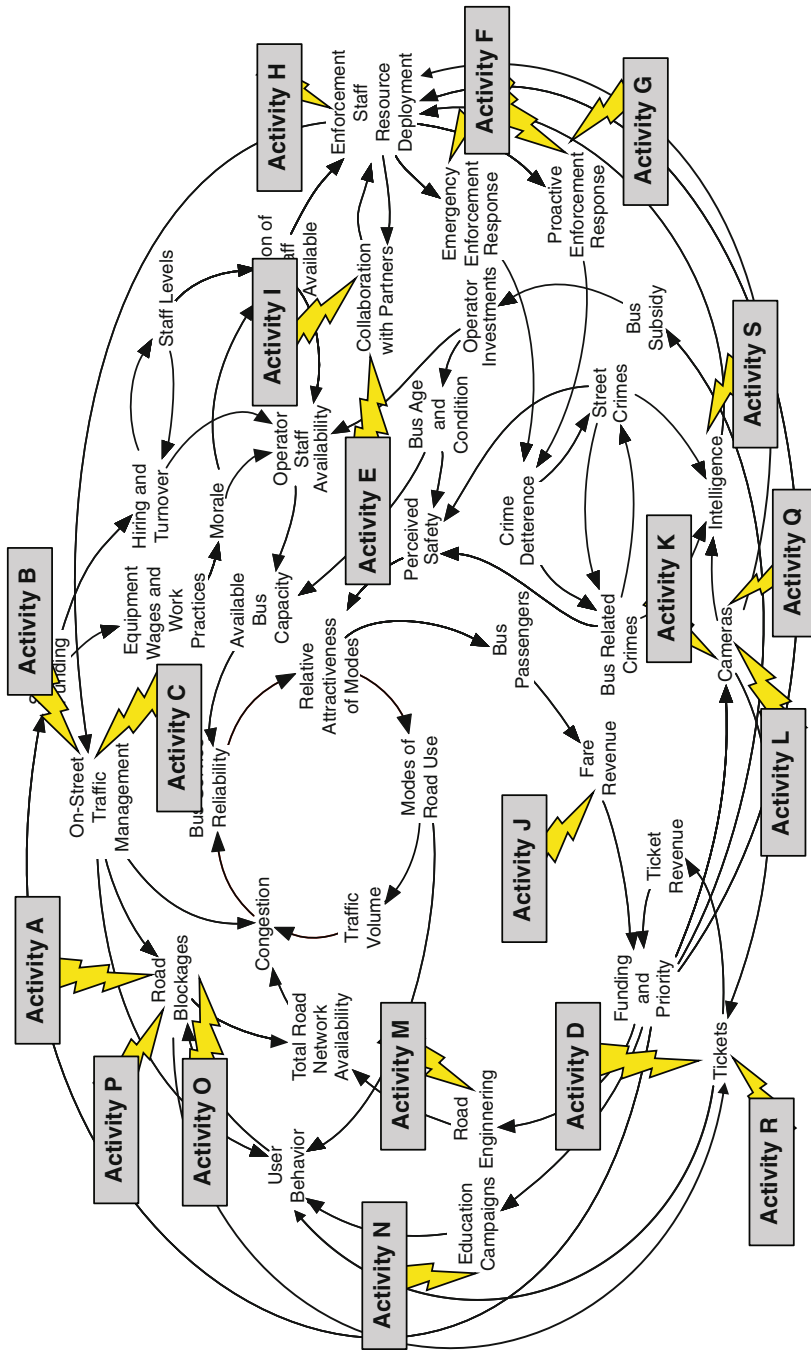 Activity A
Activity B
Activity P
On-Street
Traffic
Management
Equipment
Wages and
Work
Practices
Hiring and
Turnover
Staff Levels
Road
Blockages
Activity C
Activity O
Bus
Reliability
Morale
Activity H
Activity I
of
Available
User
Behavior
Congestion
Available
Bus
Capacity
Operator
Staff
Availability
Enforcement
Staff
Resource
Deployment
Total Road
Network
Availability
Relative
Attractiveness
of Modes
Activity E
Collaboration
with Partners
Activity N
Activity M
Traffic
Volume
Modes of
Road Use
Perceived
Safety
Bus Age
and
Condition
Operator
Investments
Emergency
Enforcement
Response
Activity F
Education
Campaigns
Road
Enginnering
Bus
Passengers
Crime
Detterence
Proactive
Enforcement
Response
Activity J
Fare
Revenue
Bus Related
Crimes
Street
Crimes
Bus
Subsidy
Activity G
Activity D
Funding
and
Priority
Ticket
Revenue
Activity K
Intelligence
Activity S
Tickets
Cameras
Activity R
Activity L
Activity Q